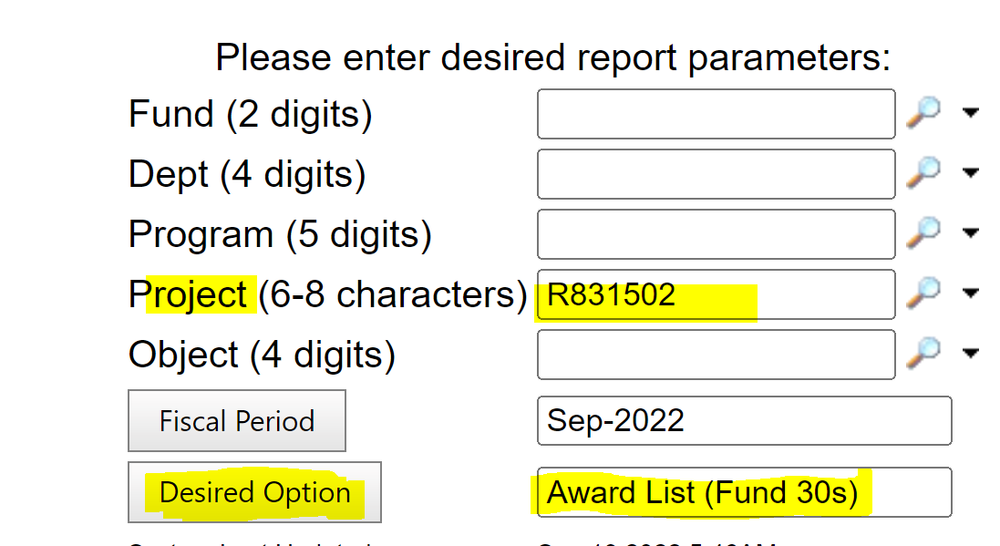 Please enter desired report parameters:
Fund (2 digits)
Dept (4 digits)
Program (5 digits)
Project (6-8 characters) R831502
Object (4 digits)
Fiscal Period Sep-2022
Desired Option Award List (Fund 30s)